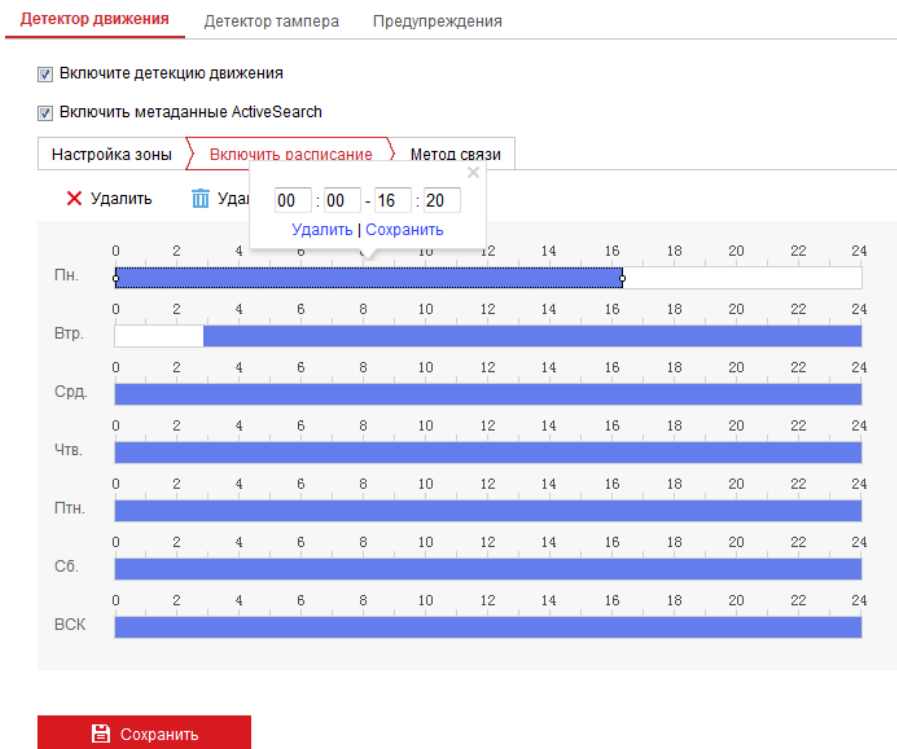 Детектор движения Детектор тампера Предупреждения
Включите детекцию движения
Включить метаданные ActiveSearch
Настройка зоны Включить расписание Метод связи
Удалить
00 : 00 - 16 : 20
Удалить | Сохранить
0 2 4 6 8 10 12 14 16 18 20 22 24
Пн.
0 2 4 6 8 10 12 14 16 18 20 22 24
Втр.
0 2 4 6 8 10 12 14 16 18 20 22 24
Срд.
0 2 4 6 8 10 12 14 16 18 20 22 24
Чтв.
0 2 4 6 8 10 12 14 16 18 20 22 24
Птн.
0 2 4 6 8 10 12 14 16 18 20 22 24
Сб.
0 2 4 6 8 10 12 14 16 18 20 22 24
ВСК
Сохранить